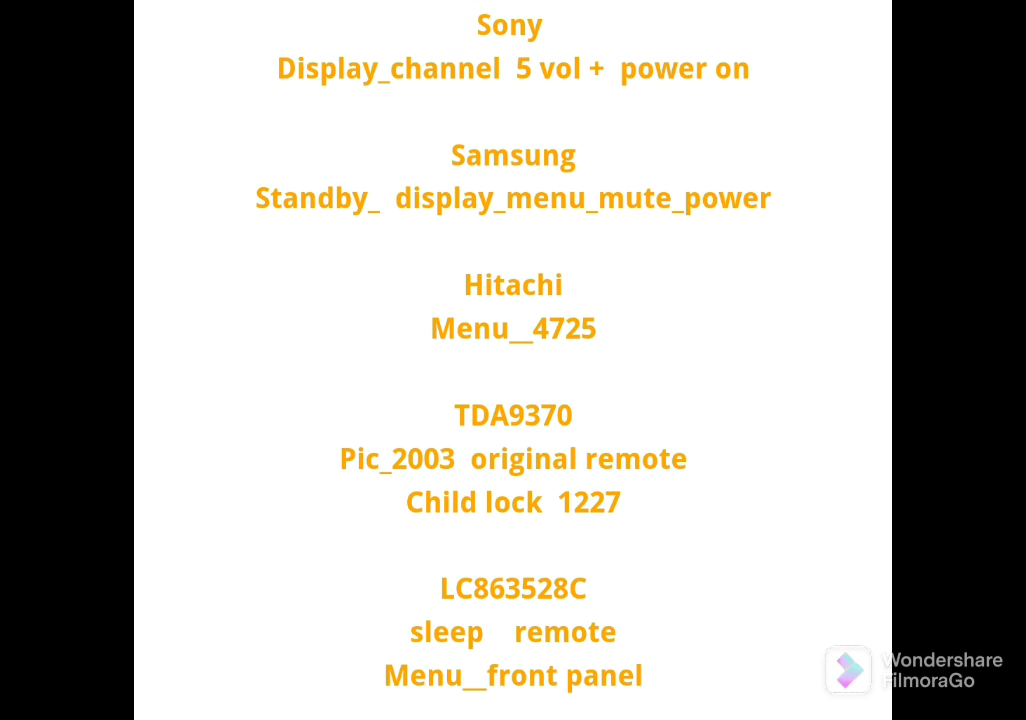 Sony
Display_channel 5 vol + power on
Samsung
Standby_ display_menu_mute_power
Hitachi
Menu__4725
TDA9370
Pic_2003 original remote
Child lock 1227
LC863528C
sleep remote
Menu__front panel
Wondershare
FilmoraGo